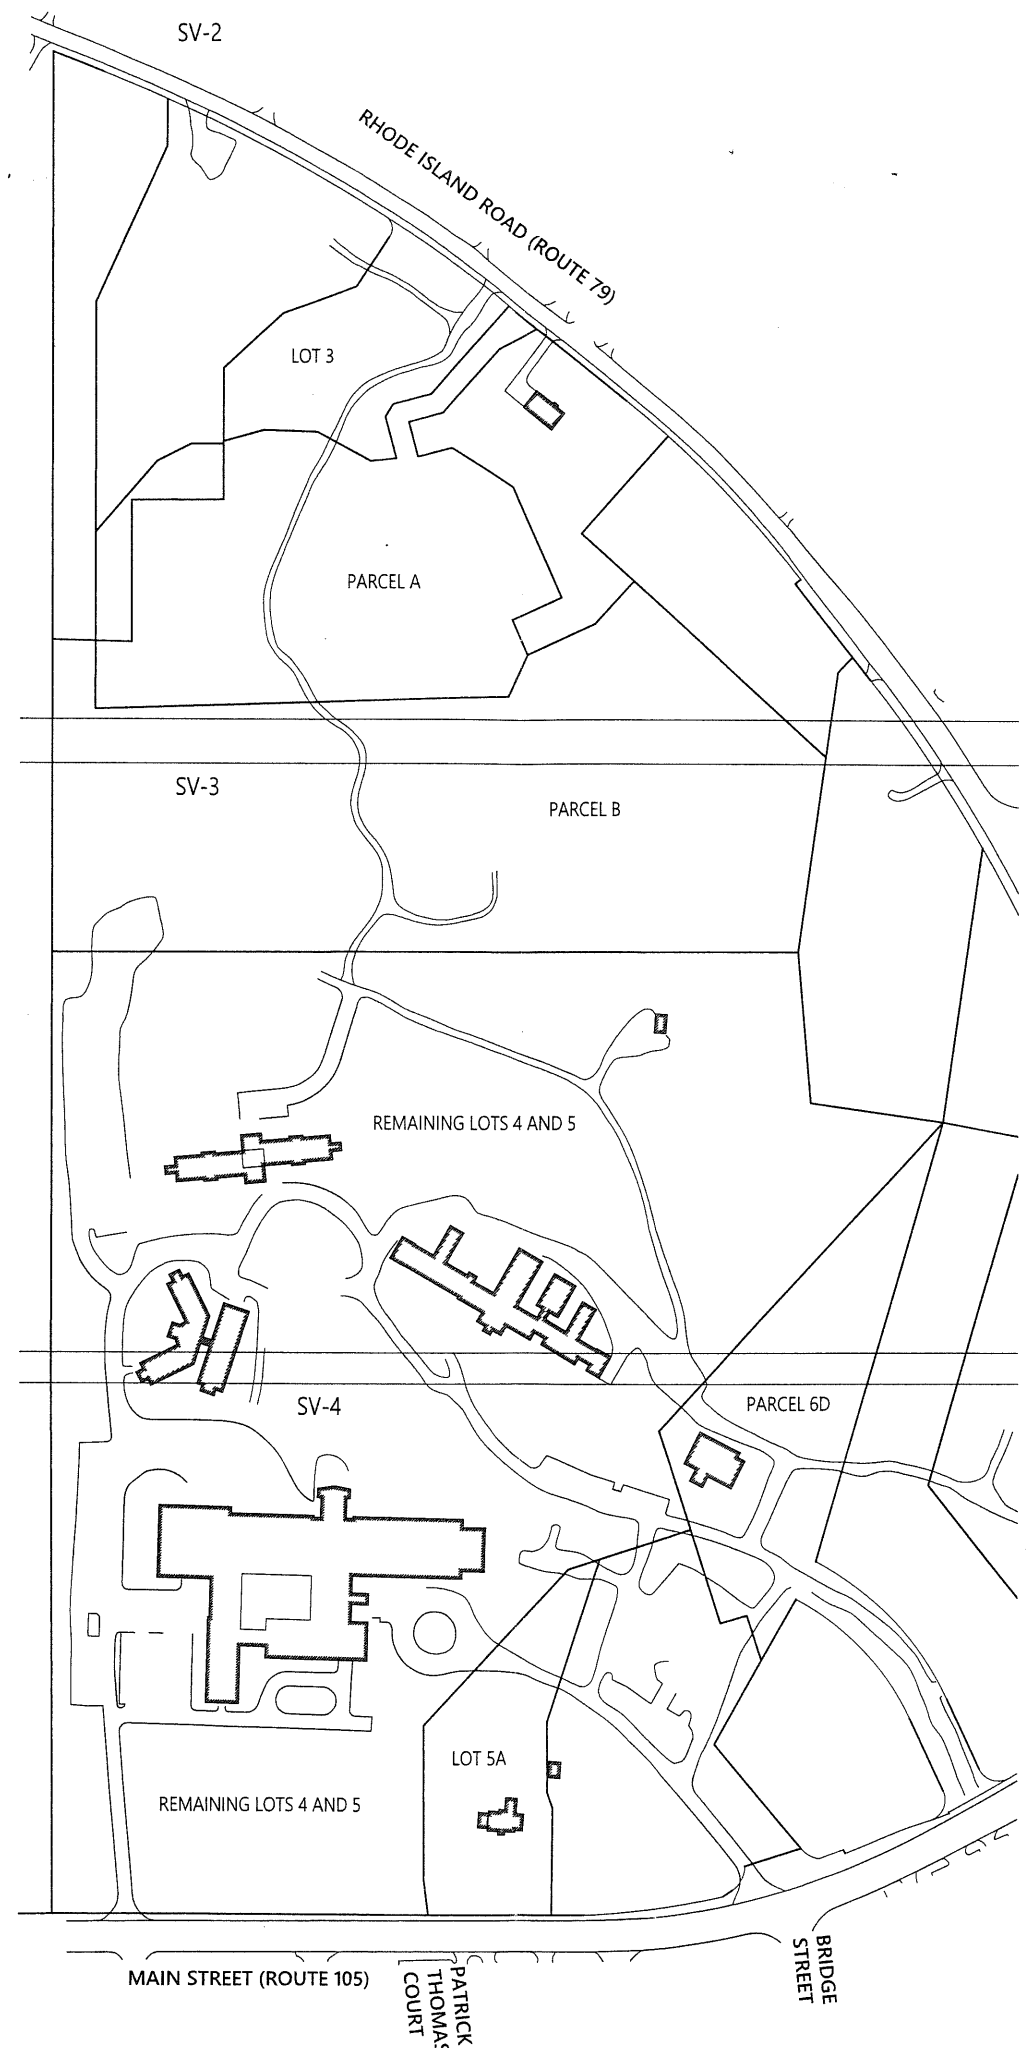 SV-2
RHODE ISLAND ROAD (ROUTE 79)
LOT 3
PARCEL A
SV-3
PARCEL B
REMAINING LOTS 4 AND 5
SV-4
PARCEL 6D
LOT 5A
REMAINING LOTS 4 AND 5
BRIDGE
STREET
MAIN STREET (ROUTE 105)
PATRICK
THOMAS
COURT